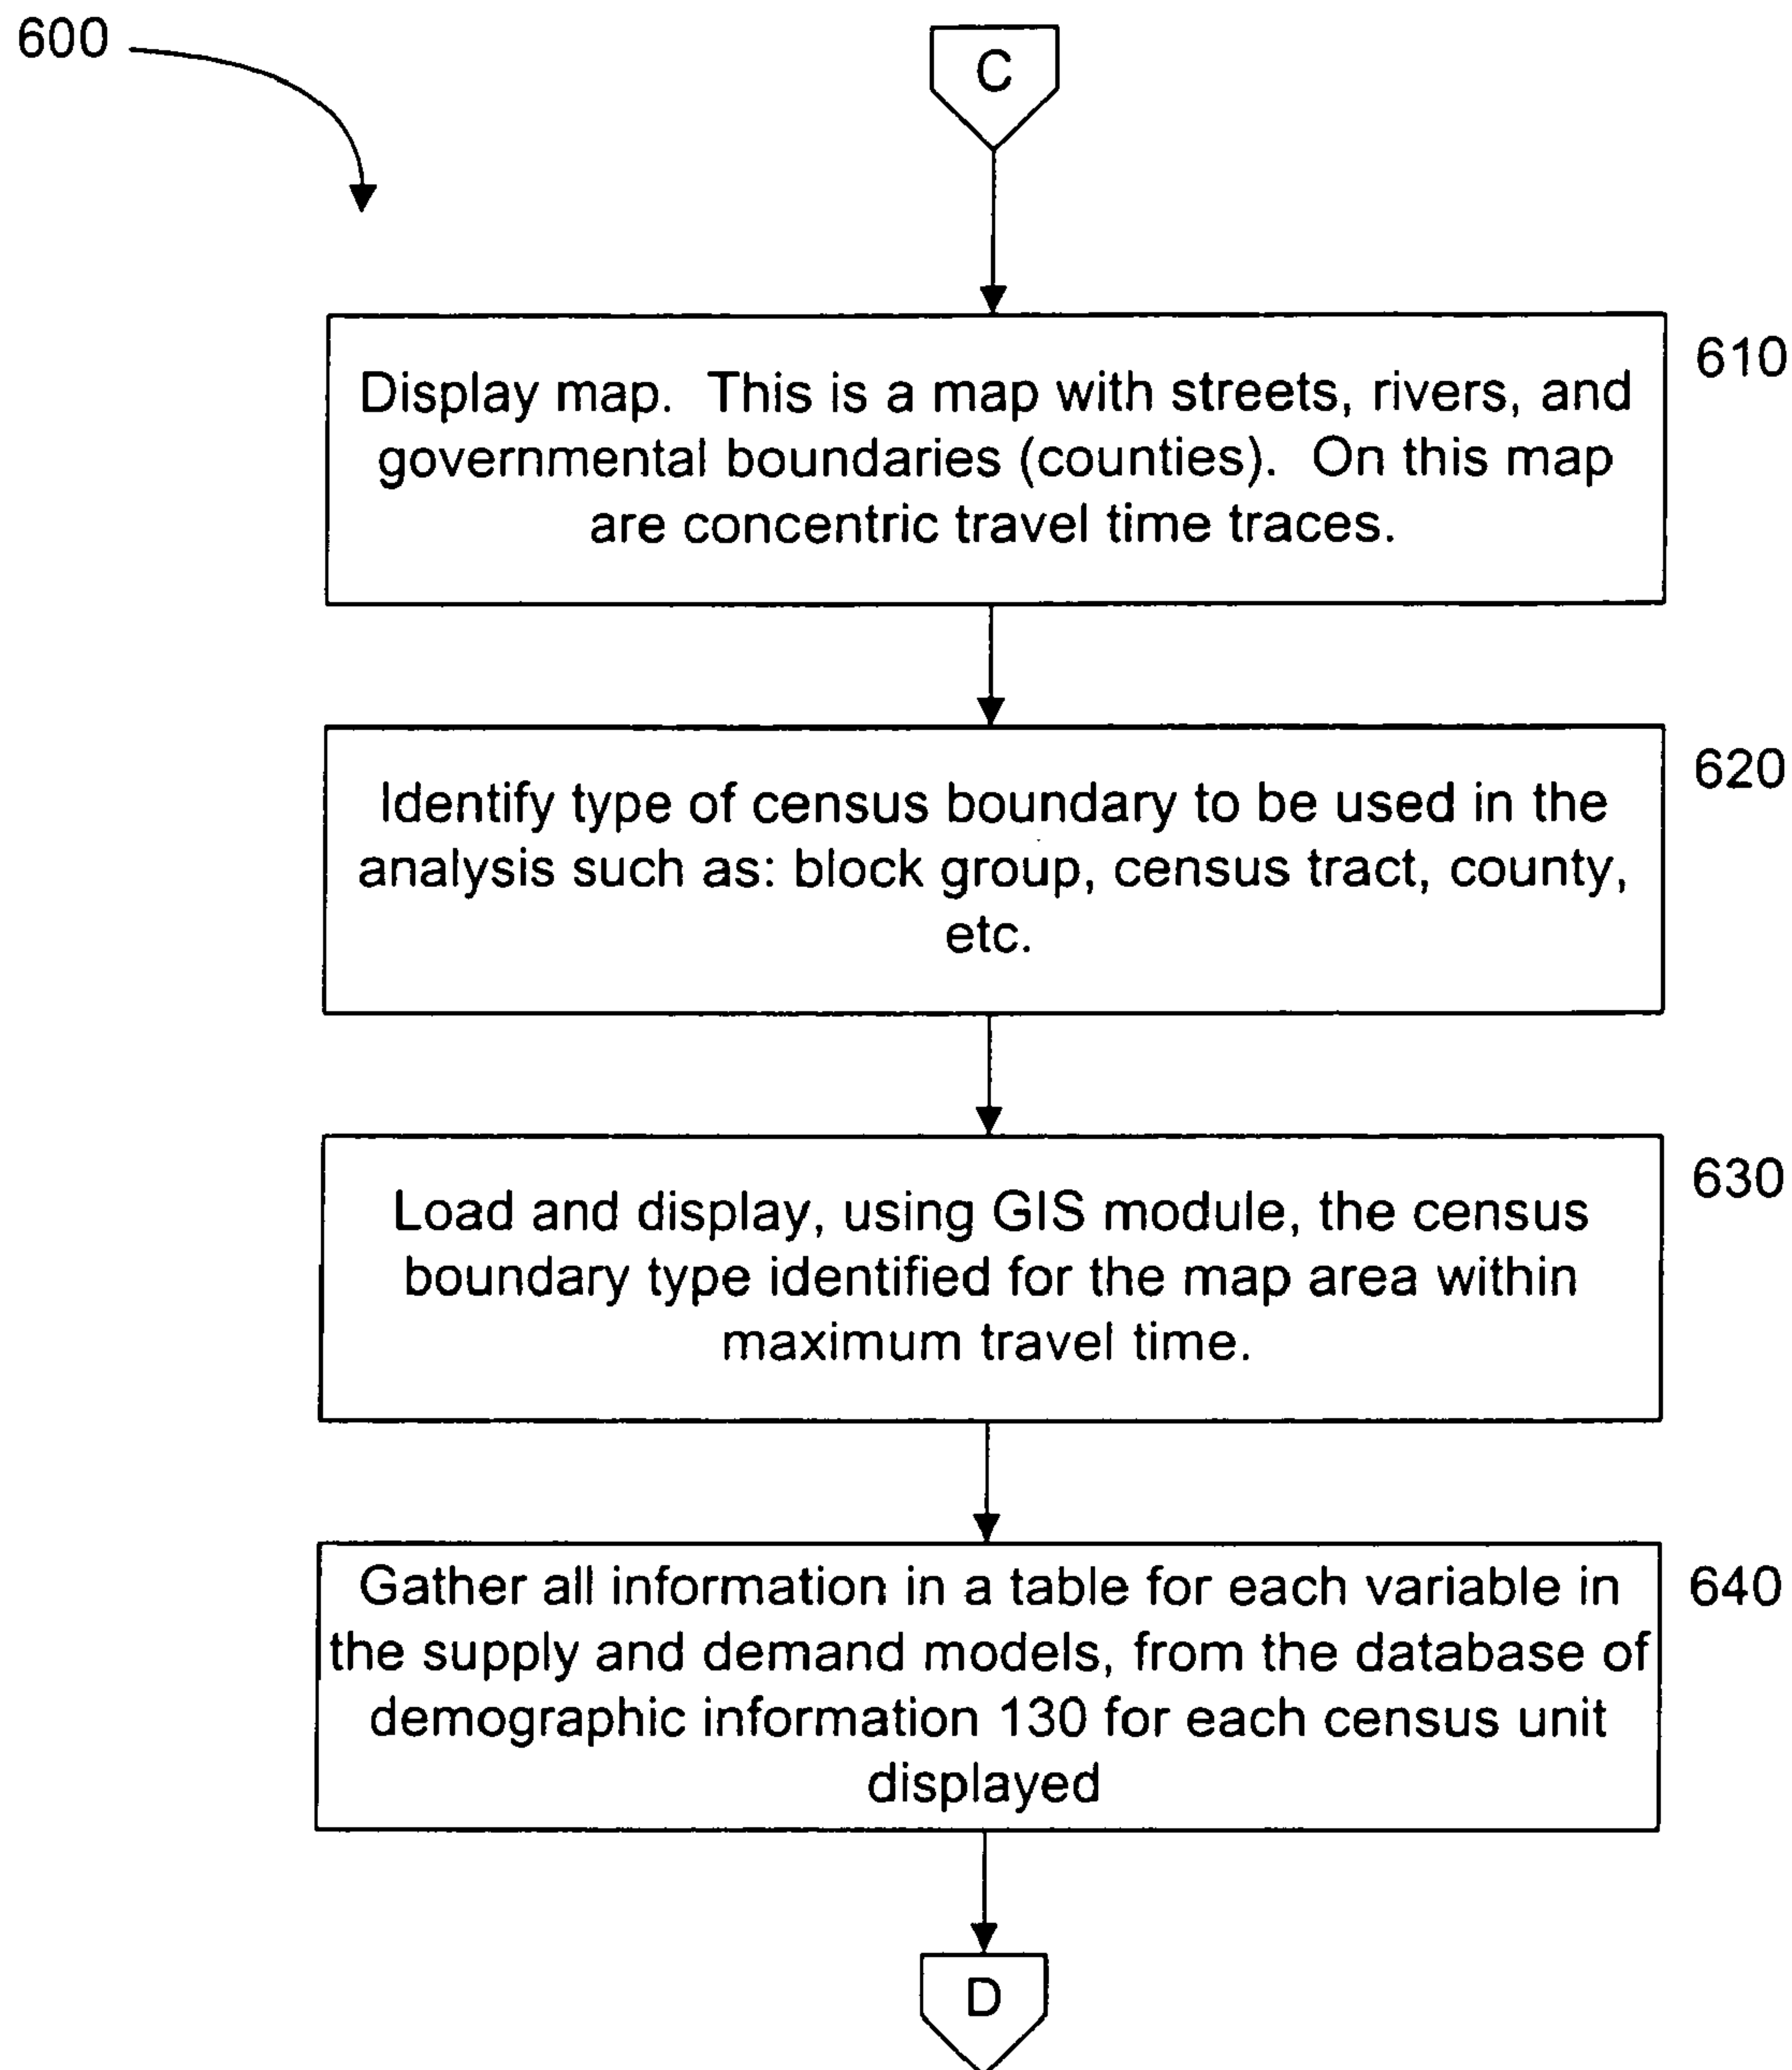 600
C
610
Display map.  This is a map with streets, rivers, and
governmental boundaries (counties).  On this map
are concentric travel time traces.
620
Identify type of census boundary to be used in the
analysis such as: block group, census tract, county,
etc.
630
Load and display, using GIS module, the census
boundary type identified for the map area within
maximum travel time.
640
Gather all information in a table for each variable in
the supply and demand models, from the database of
demographic information 130 for each census unit
displayed
D